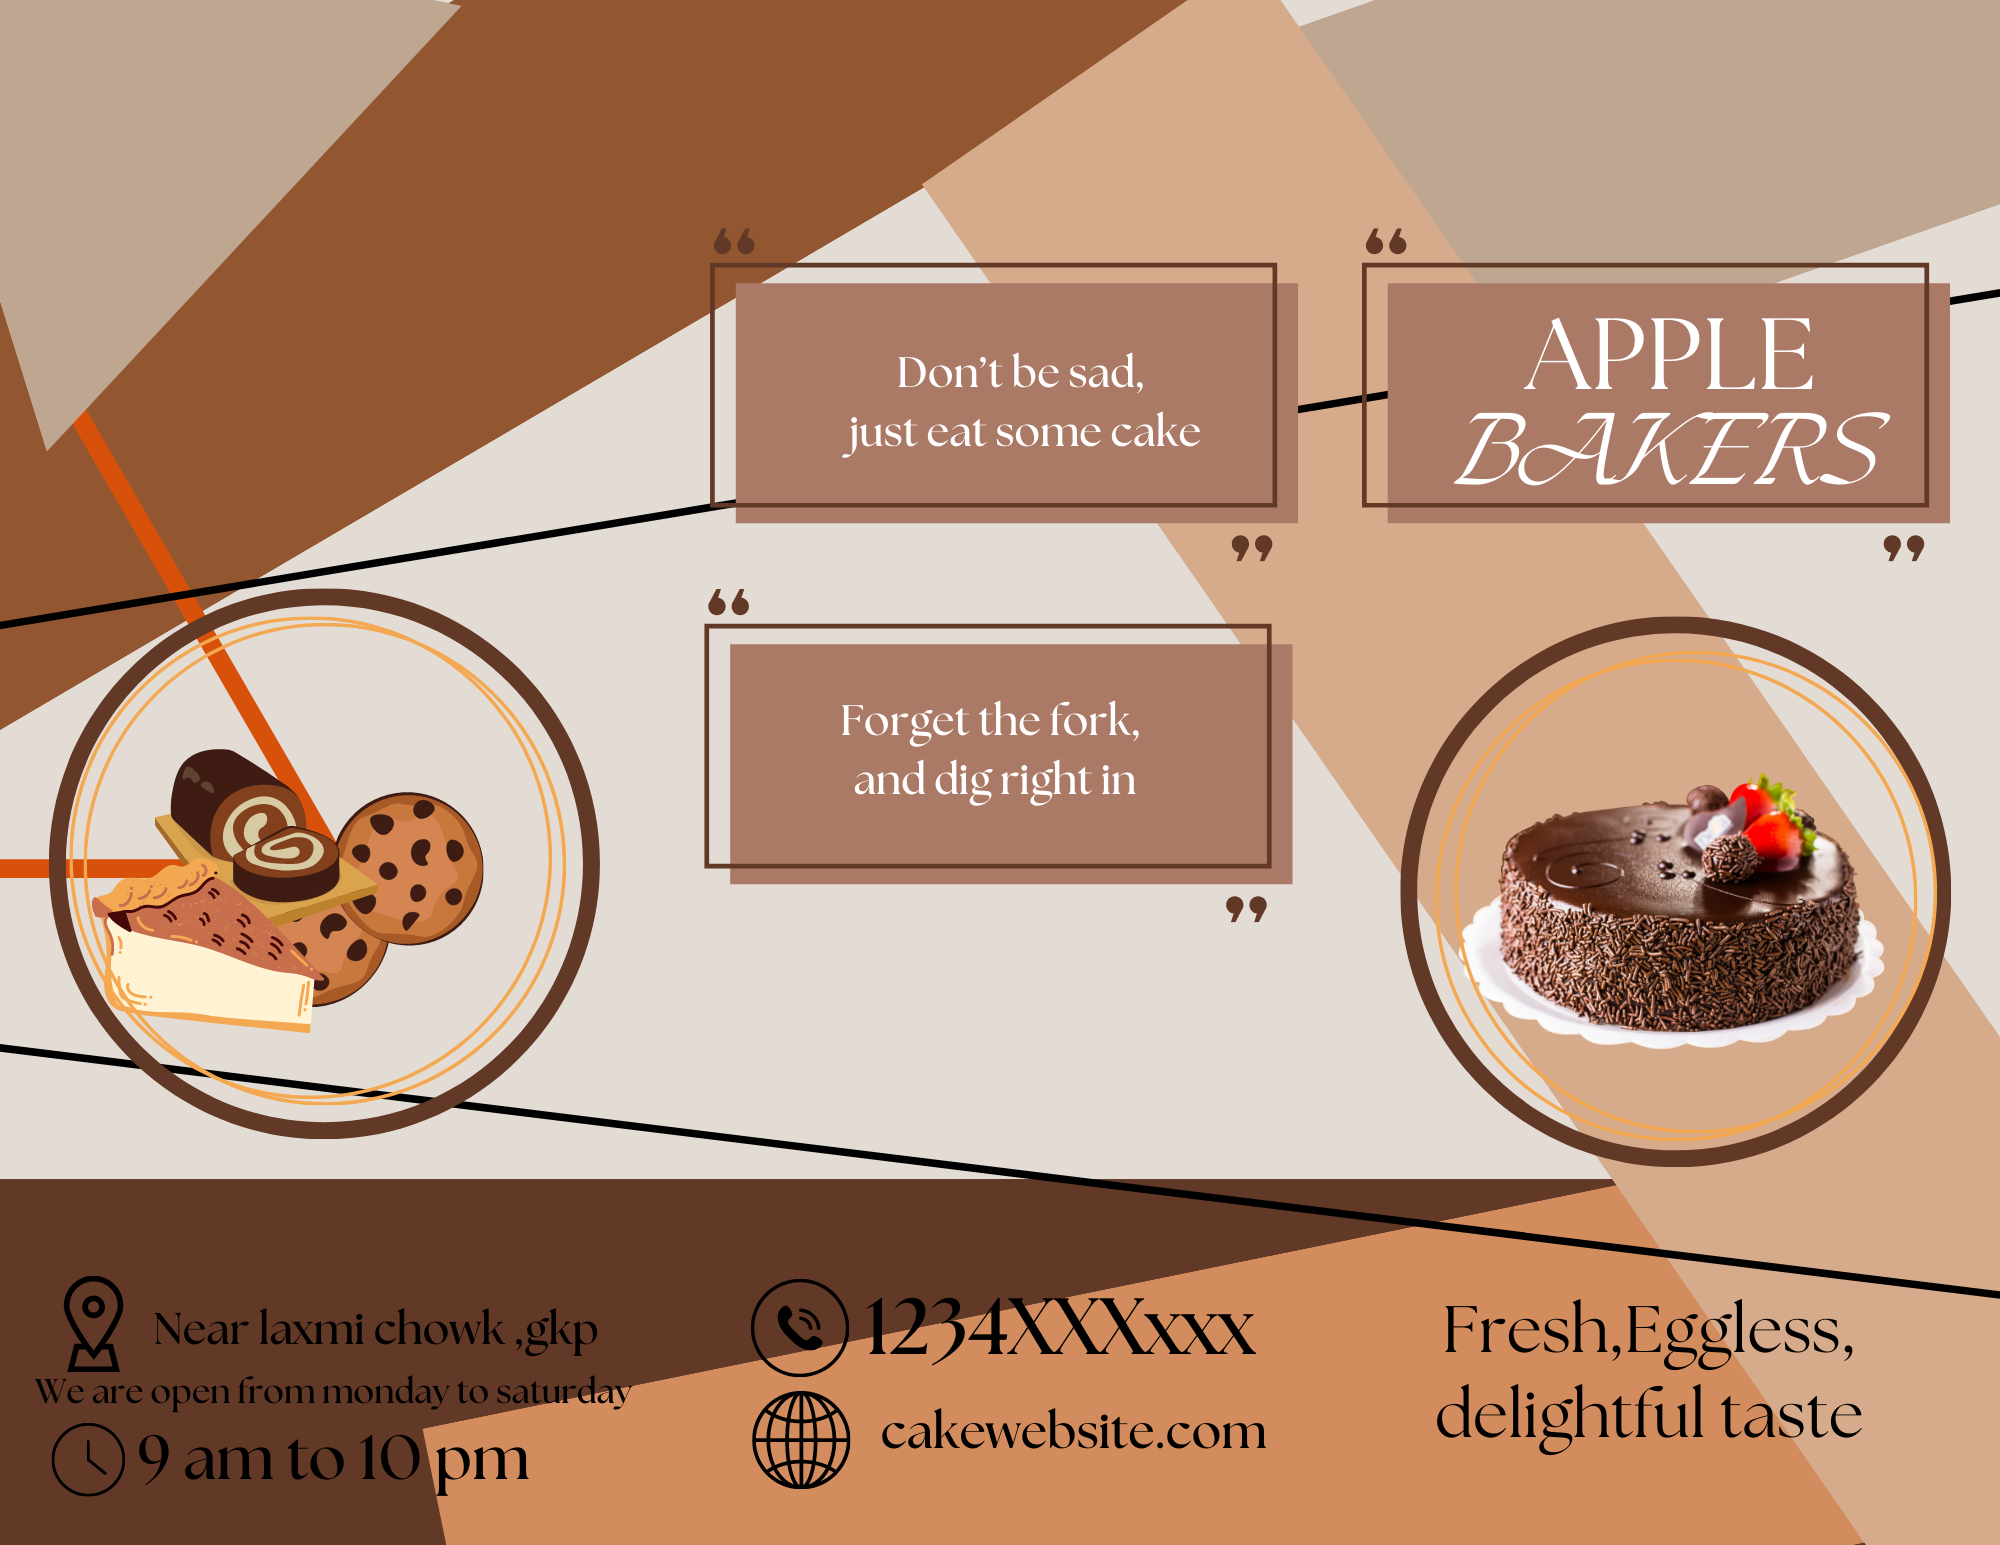 Don’t be sad,
just eat some cake
APPLE
BAKERS
Forget the fork,
and dig right in
Near laxmi chowk ,gkp
We are open from monday to saturday
9 am to 10 pm
1234XXXxxx
cakewebsite.com
Fresh,Eggless,
delightful taste